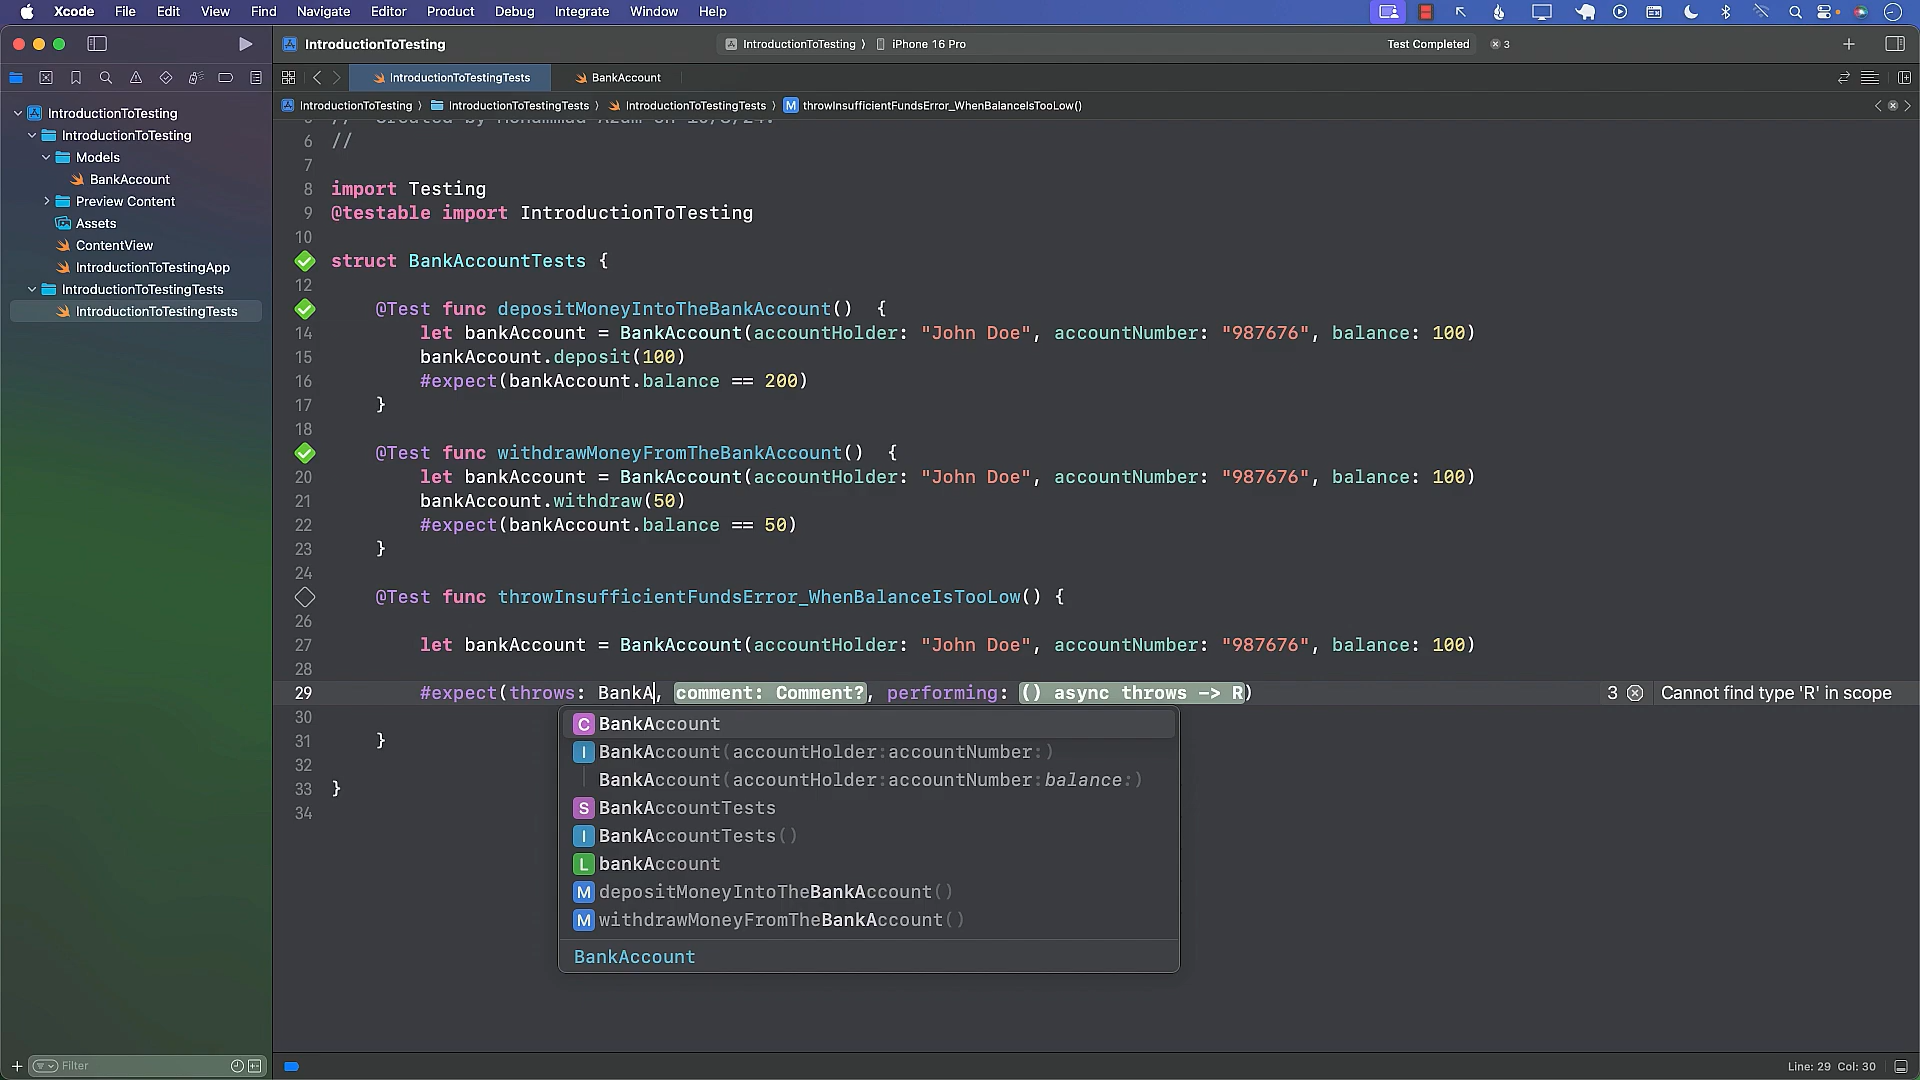 Xcode File Edit View Find Navigate Editor Product Debug Integrate Window Help
IntroductionToTesting
IntroductionToTesting 〉 iPhone 16 Pro
Test Completed
3
IntroductionToTestingTests
BankAccount
IntroductionToTesting 〉 IntroductionToTestingTests 〉 IntroductionToTestingTests 〉 M throwInsufficientFundsError_WhenBalanceIsTooLow()
IntroductionToTesting
IntroductionToTesting
Models
BankAccount
Preview Content
Assets
ContentView
IntroductionToTestingApp
IntroductionToTestingTests
IntroductionToTestingTests
6 //
7
8 import Testing
9 @testable import IntroductionToTesting
10
struct BankAccountTests {
12
@Test func depositMoneyIntoTheBankAccount()  {
14 let bankAccount = BankAccount(accountHolder: "John Doe", accountNumber: "987676", balance: 100)
15 bankAccount.deposit(100)
16 #expect(bankAccount.balance == 200)
17 }
18
@Test func withdrawMoneyFromTheBankAccount()  {
20 let bankAccount = BankAccount(accountHolder: "John Doe", accountNumber: "987676", balance: 100)
21 bankAccount.withdraw(50)
22 #expect(bankAccount.balance == 50)
23 }
24
@Test func throwInsufficientFundsError_WhenBalanceIsTooLow() {
26
27 let bankAccount = BankAccount(accountHolder: "John Doe", accountNumber: "987676", balance: 100)
28
29 #expect(throws: BankA, comment: Comment?, performing: () async throws -> R) 3 Cannot find type 'R' in scope
30
31 }
32
33 }
34
C BankAccount
I BankAccount(accountHolder:accountNumber:)
BankAccount(accountHolder:accountNumber:balance:)
S BankAccountTests
I BankAccountTests()
L bankAccount
M depositMoneyIntoTheBankAccount()
M withdrawMoneyFromTheBankAccount()
BankAccount
Filter
Line: 29 Col: 30